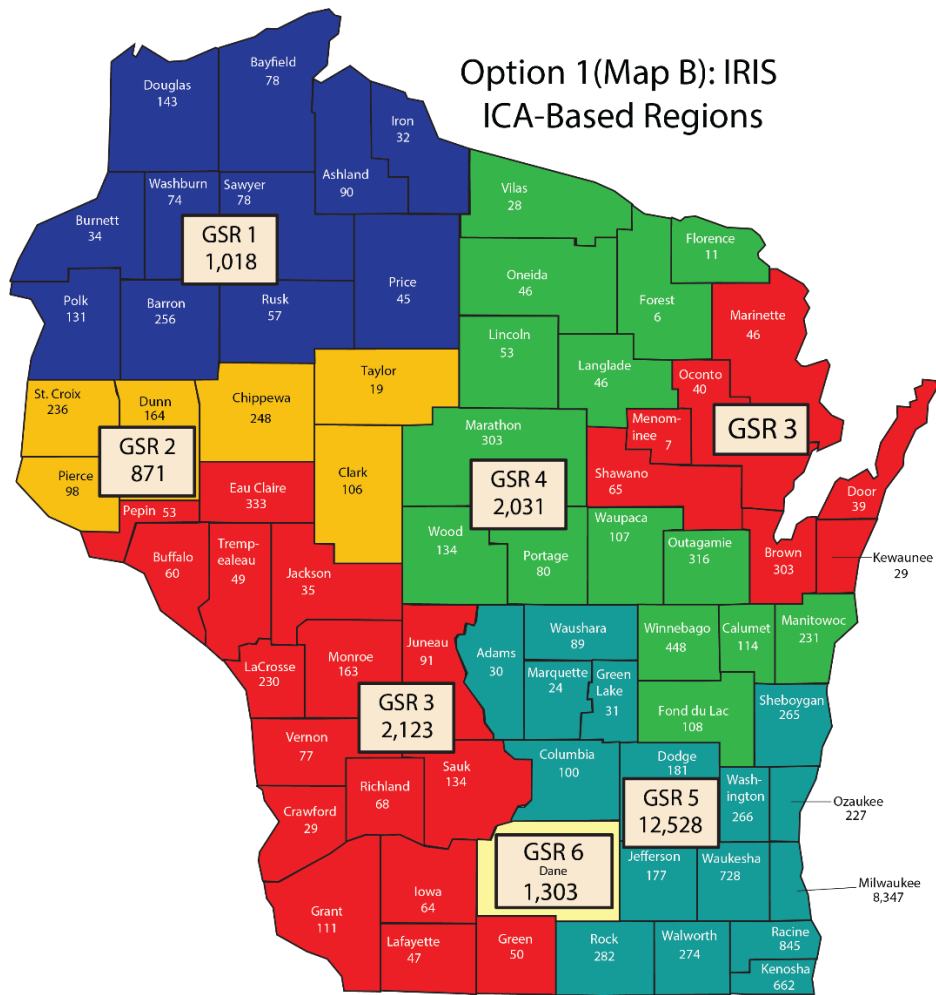 Option 1(Map B): IRIS
ICA-Based Regions
Douglas
143
Bayfield
78
Iron
32
Ashland
90
Washburn
74
Sawyer
78
Burnett
34
GSR 1
1,018
Polk
131
Barron
256
Rusk
57
Price
45
Vilas
28
Florence
11
Oneida
46
Forest
6
Marinette
46
Lincoln
53
Langlade
46
Oconto
40
Taylor
19
St. Croix
236
Dunn
164
Chippewa
248
GSR 2
871
Pierce
98
Clark
106
Marathon
303
Menom-
inee 7
GSR 3
GSR 4
2,031
Shawano
65
Eau Claire
333
Pepin 53
Door
39
Wood
134
Portage
80
Waupaca
107
Outagamie
316
Brown
303
Kewaunee
29
Buffalo
60
Tremp-
ealeau
49
Jackson
35
Juneau
91
Adams
30
Waushara
89
Winnebago
448
Calumet
114
Manitowoc
231
LaCrosse
230
Monroe
163
Marquette
24
Green
Lake
31
GSR 3
2,123
Fond du Lac
108
Sheboygan
265
Vernon
77
Sauk
134
Columbia
100
Dodge
181
Wash-
ington
266
Ozaukee
227
Richland
68
Crawford
29
GSR 5
12,528
GSR 6
Dane
1,303
Jefferson
177
Waukesha
728
Milwaukee
8,347
Grant
111
Iowa
64
Lafayette
47
Green
50
Rock
282
Walworth
274
Racine
845
Kenosha
662